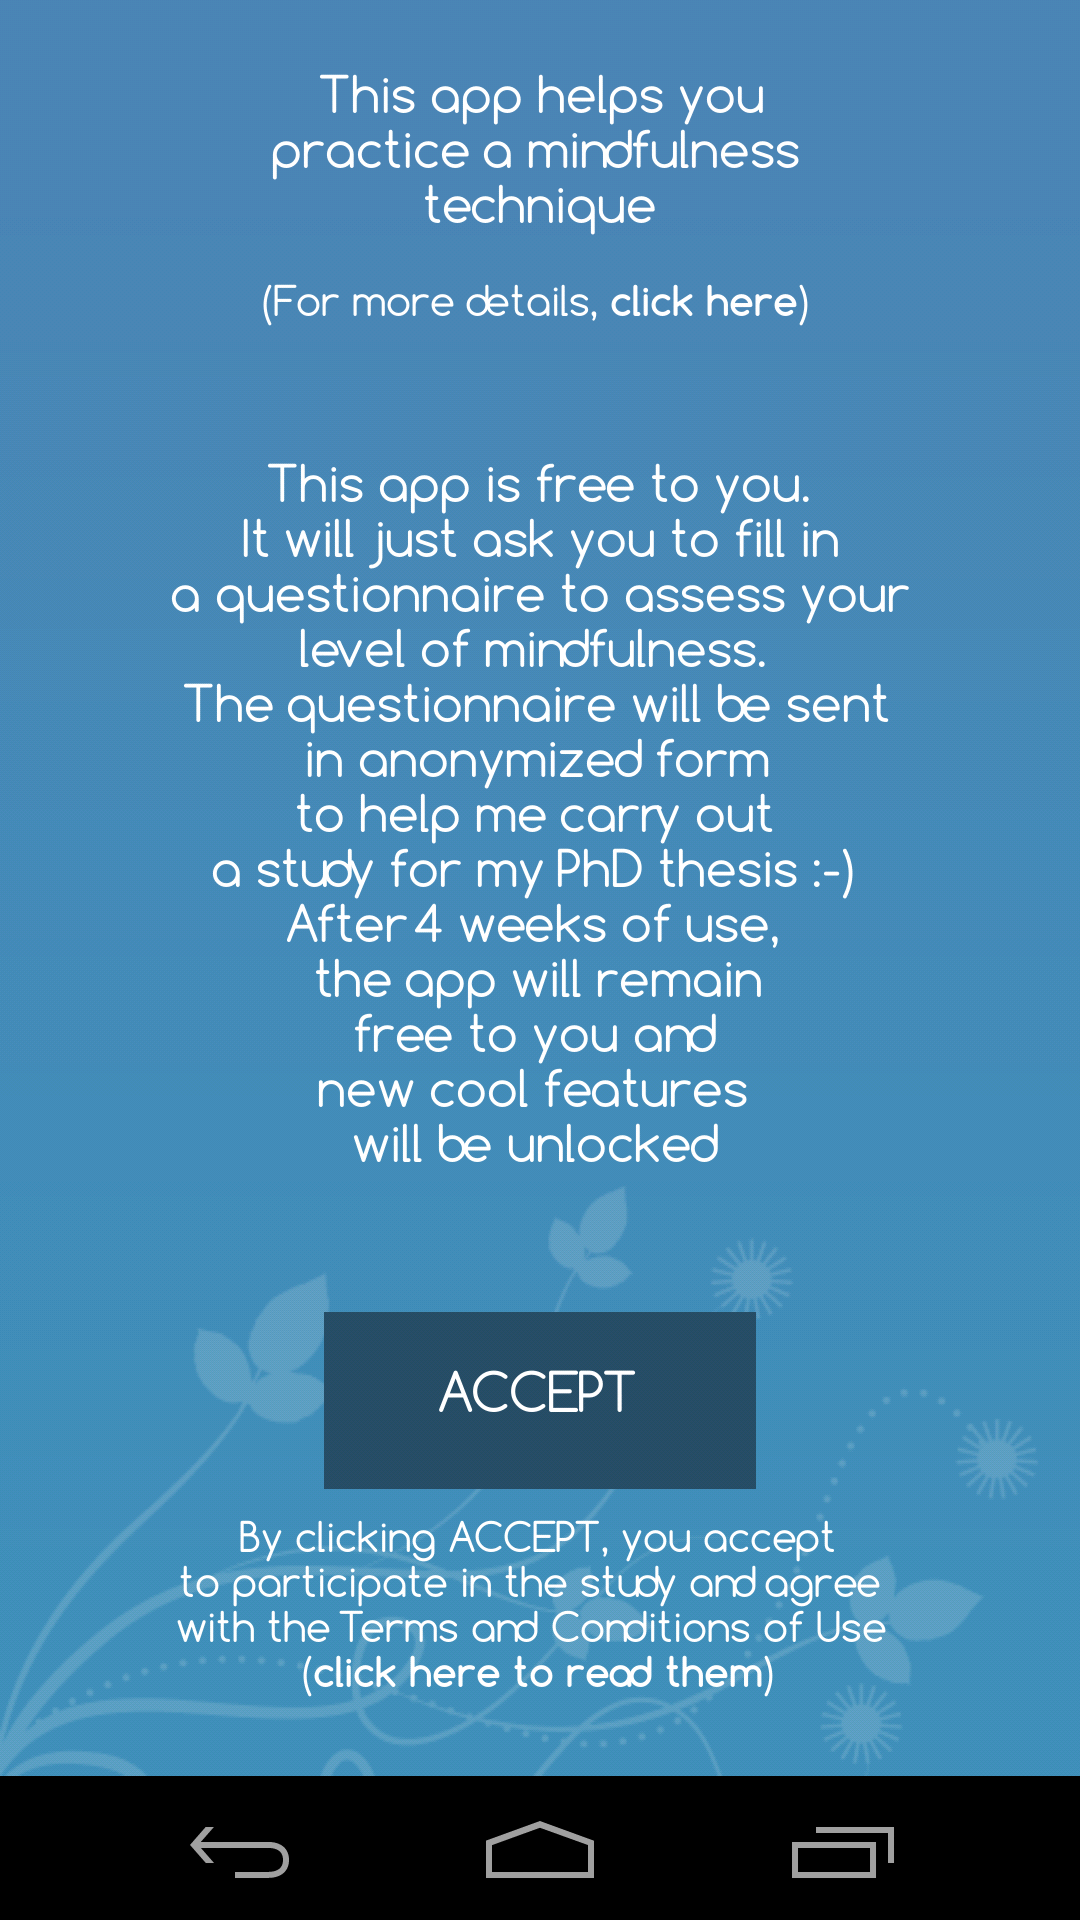 This app helps you
practice a mindfulness
technique
(For more details, click here)
This app is free to you.
It will just ask you to fill in
a questionnaire to assess your
level of mindfulness.
The questionnaire will be sent
in anonymized form
to help me carry out
a study for my PhD thesis :-)
After 4 weeks of use,
the app will remain
free to you and
new cool features
will be unlocked
ACCEPT
By clicking ACCEPT, you accept
to participate in the study and agree
with the Terms and Conditions of Use
(click here to read them)